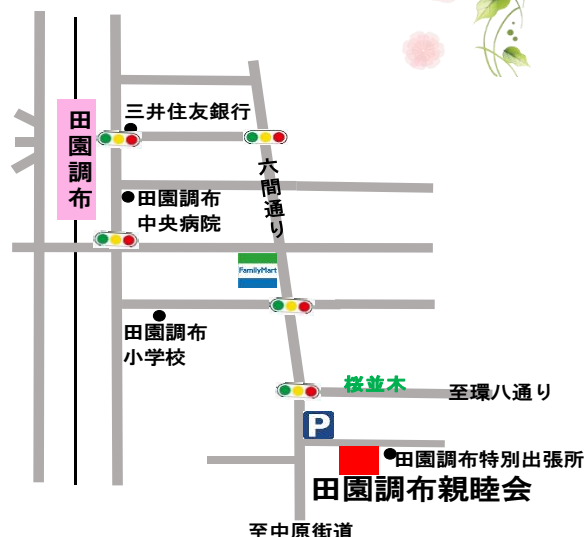 三井住友銀行
田園調布
六間通り
田園調布
中央病院
FamilyMart
田園調布
小学校
桜並木
至環八通り
P
田園調布特別出張所
田園調布親睦会
至中原街道